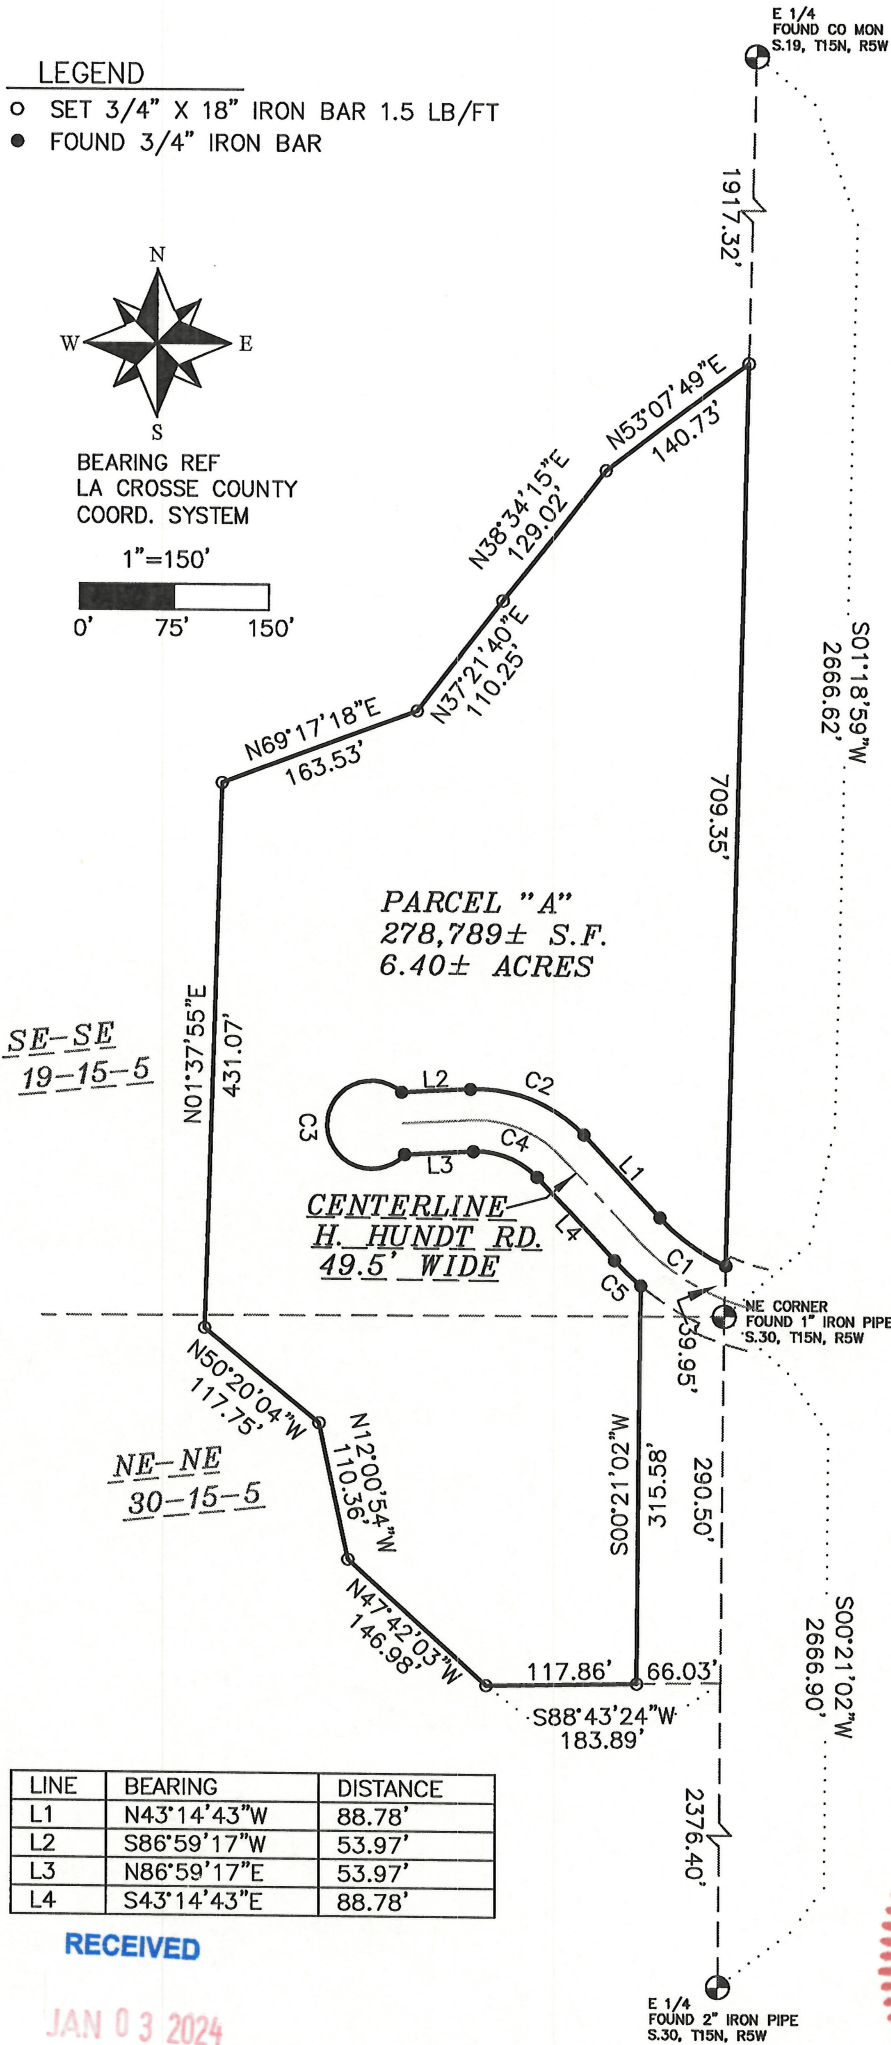 E 1/4
FOUND CO MON
S.19, T15N, R5W
LEGEND
SET 3/4" X 18" IRON BAR 1.5 LB/FT
FOUND 3/4" IRON BAR
1917.32'
N
W
E
S
BEARING REF
LA CROSSE COUNTY
COORD. SYSTEM
1"=150'
0' 75' 150'
N53°07'49"E
140.73'
N38°34'15"E
129.02'
N37°21'40"E
110.25'
N69°17'18"E
163.53'
S01°18'59"W
2666.62'
709.35'
PARCEL "A"
278,789± S.F.
6.40± ACRES
N01°37'55"E
431.07'
SE-SE
19-15-5
L2
C2
C3
L3
C4
L1
CENTERLINE
H. HUNDT RD.
49.5' WIDE
L4
C1
C5
NE CORNER
FOUND 1" IRON PIPE
S.30, T15N, R5W
39.95'
N50°20'04"W
117.75'
N12°00'54"W
110.36'
NE-NE
30-15-5
S00°21'02"W
315.58'
290.50'
N47°42'03"W
146.98'
117.86'
66.03'
S88°43'24"W
183.89'
S00°21'02"W
2666.90'
2376.40'
LINE BEARING DISTANCE
L1 N43°14'43"W 88.78'
L2 S86°59'17"W 53.97'
L3 N86°59'17"E 53.97'
L4 S43°14'43"E 88.78'
RECEIVED
JAN 03 2024
E 1/4
FOUND 2" IRON PIPE
S.30, T15N, R5W